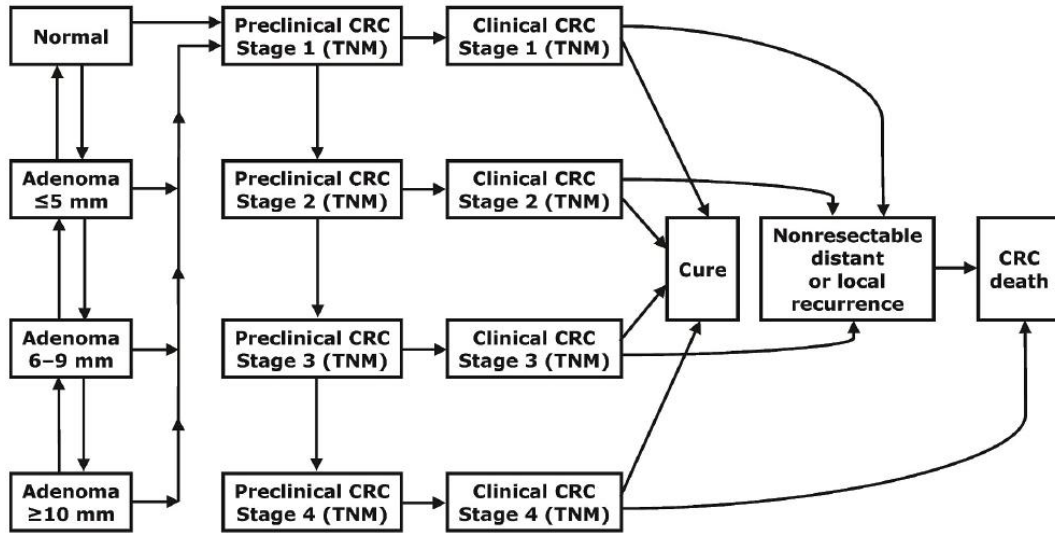 Normal
Preclinical CRC
Stage 1 (TNM)
Clinical CRC
Stage 1 (TNM)
Adenoma
≤5 mm
Preclinical CRC
Stage 2 (TNM)
Clinical CRC
Stage 2 (TNM)
Cure
Nonresectable
distant
or local
recurrence
CRC
death
Adenoma
6–9 mm
Preclinical CRC
Stage 3 (TNM)
Clinical CRC
Stage 3 (TNM)
Adenoma
≥10 mm
Preclinical CRC
Stage 4 (TNM)
Clinical CRC
Stage 4 (TNM)